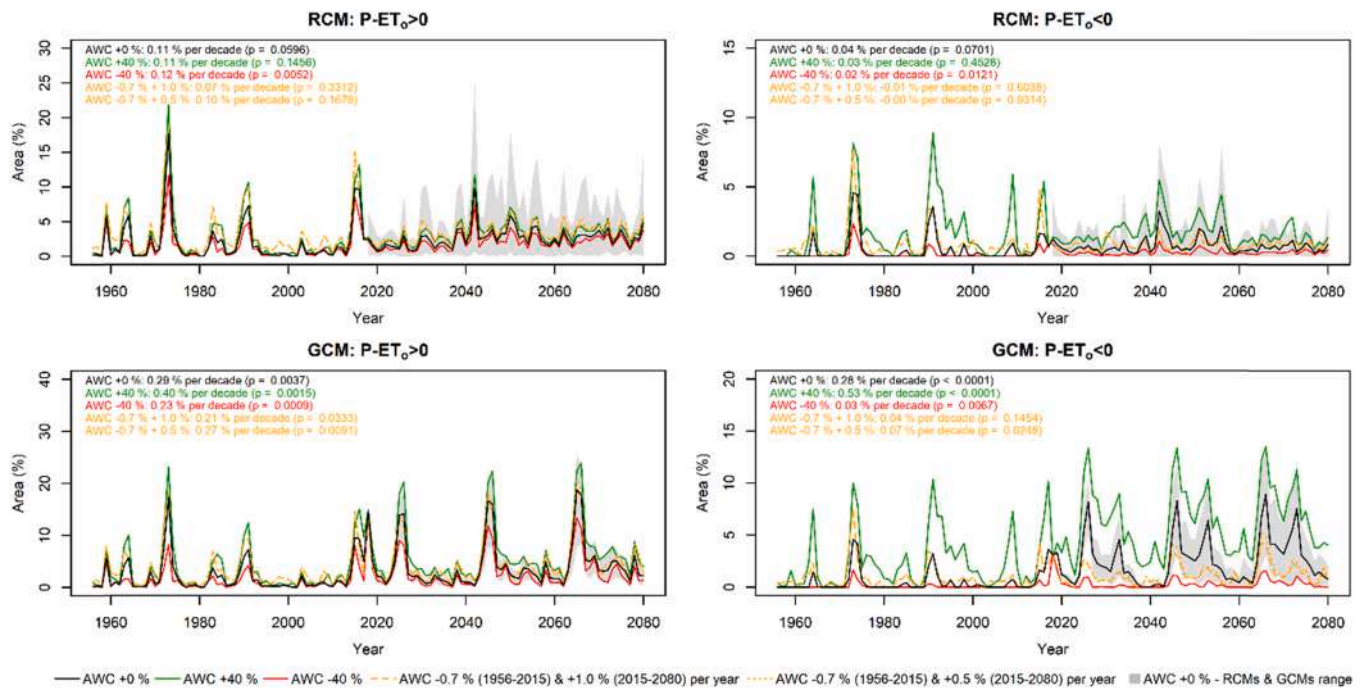 RCM: P-ETo>0
AWC +0 %: 0.11 % per decade (p = 0.0596)
AWC +40 %: 0.11 % per decade (p = 0.1456)
AWC -40 %: 0.12 % per decade (p = 0.0052)
AWC -0.7 % + 1.0 %: 0.07 % per decade (p = 0.3312)
AWC -0.7 % + 0.5 %: 0.10 % per decade (p = 0.1678)
Area (%)
30
25
20
15
10
5
0
1960 1980 2000 2020 2040 2060 2080
Year
RCM: P-ETo<0
AWC +0 %: 0.04 % per decade (p = 0.0701)
AWC +40 %: 0.03 % per decade (p = 0.4528)
AWC -40 %: 0.02 % per decade (p = 0.0121)
AWC -0.7 % + 1.0 %: -0.01 % per decade (p = 0.6038)
AWC -0.7 % + 0.5 %: -0.00 % per decade (p = 0.9314)
Area (%)
15
10
5
0
1960 1980 2000 2020 2040 2060 2080
Year
GCM: P-ETo>0
AWC +0 %: 0.29 % per decade (p = 0.0037)
AWC +40 %: 0.40 % per decade (p = 0.0015)
AWC -40 %: 0.23 % per decade (p = 0.0009)
AWC -0.7 % + 1.0 %: 0.21 % per decade (p = 0.0333)
AWC -0.7 % + 0.5 %: 0.27 % per decade (p = 0.0091)
Area (%)
40
30
20
10
0
1960 1980 2000 2020 2040 2060 2080
Year
GCM: P-ETo<0
AWC +0 %: 0.28 % per decade (p < 0.0001)
AWC +40 %: 0.53 % per decade (p < 0.0001)
AWC -40 %: 0.03 % per decade (p = 0.0067)
AWC -0.7 % + 1.0 %: 0.04 % per decade (p = 0.1454)
AWC -0.7 % + 0.5 %: 0.07 % per decade (p = 0.0248)
Area (%)
20
15
10
5
0
1960 1980 2000 2020 2040 2060 2080
Year
AWC +0 % AWC +40 % AWC -40 % AWC -0.7 % (1956-2015) & +1.0 % (2015-2080) per year AWC -0.7 % (1956-2015) & +0.5 % (2015-2080) per year AWC +0 % - RCMs & GCMs range